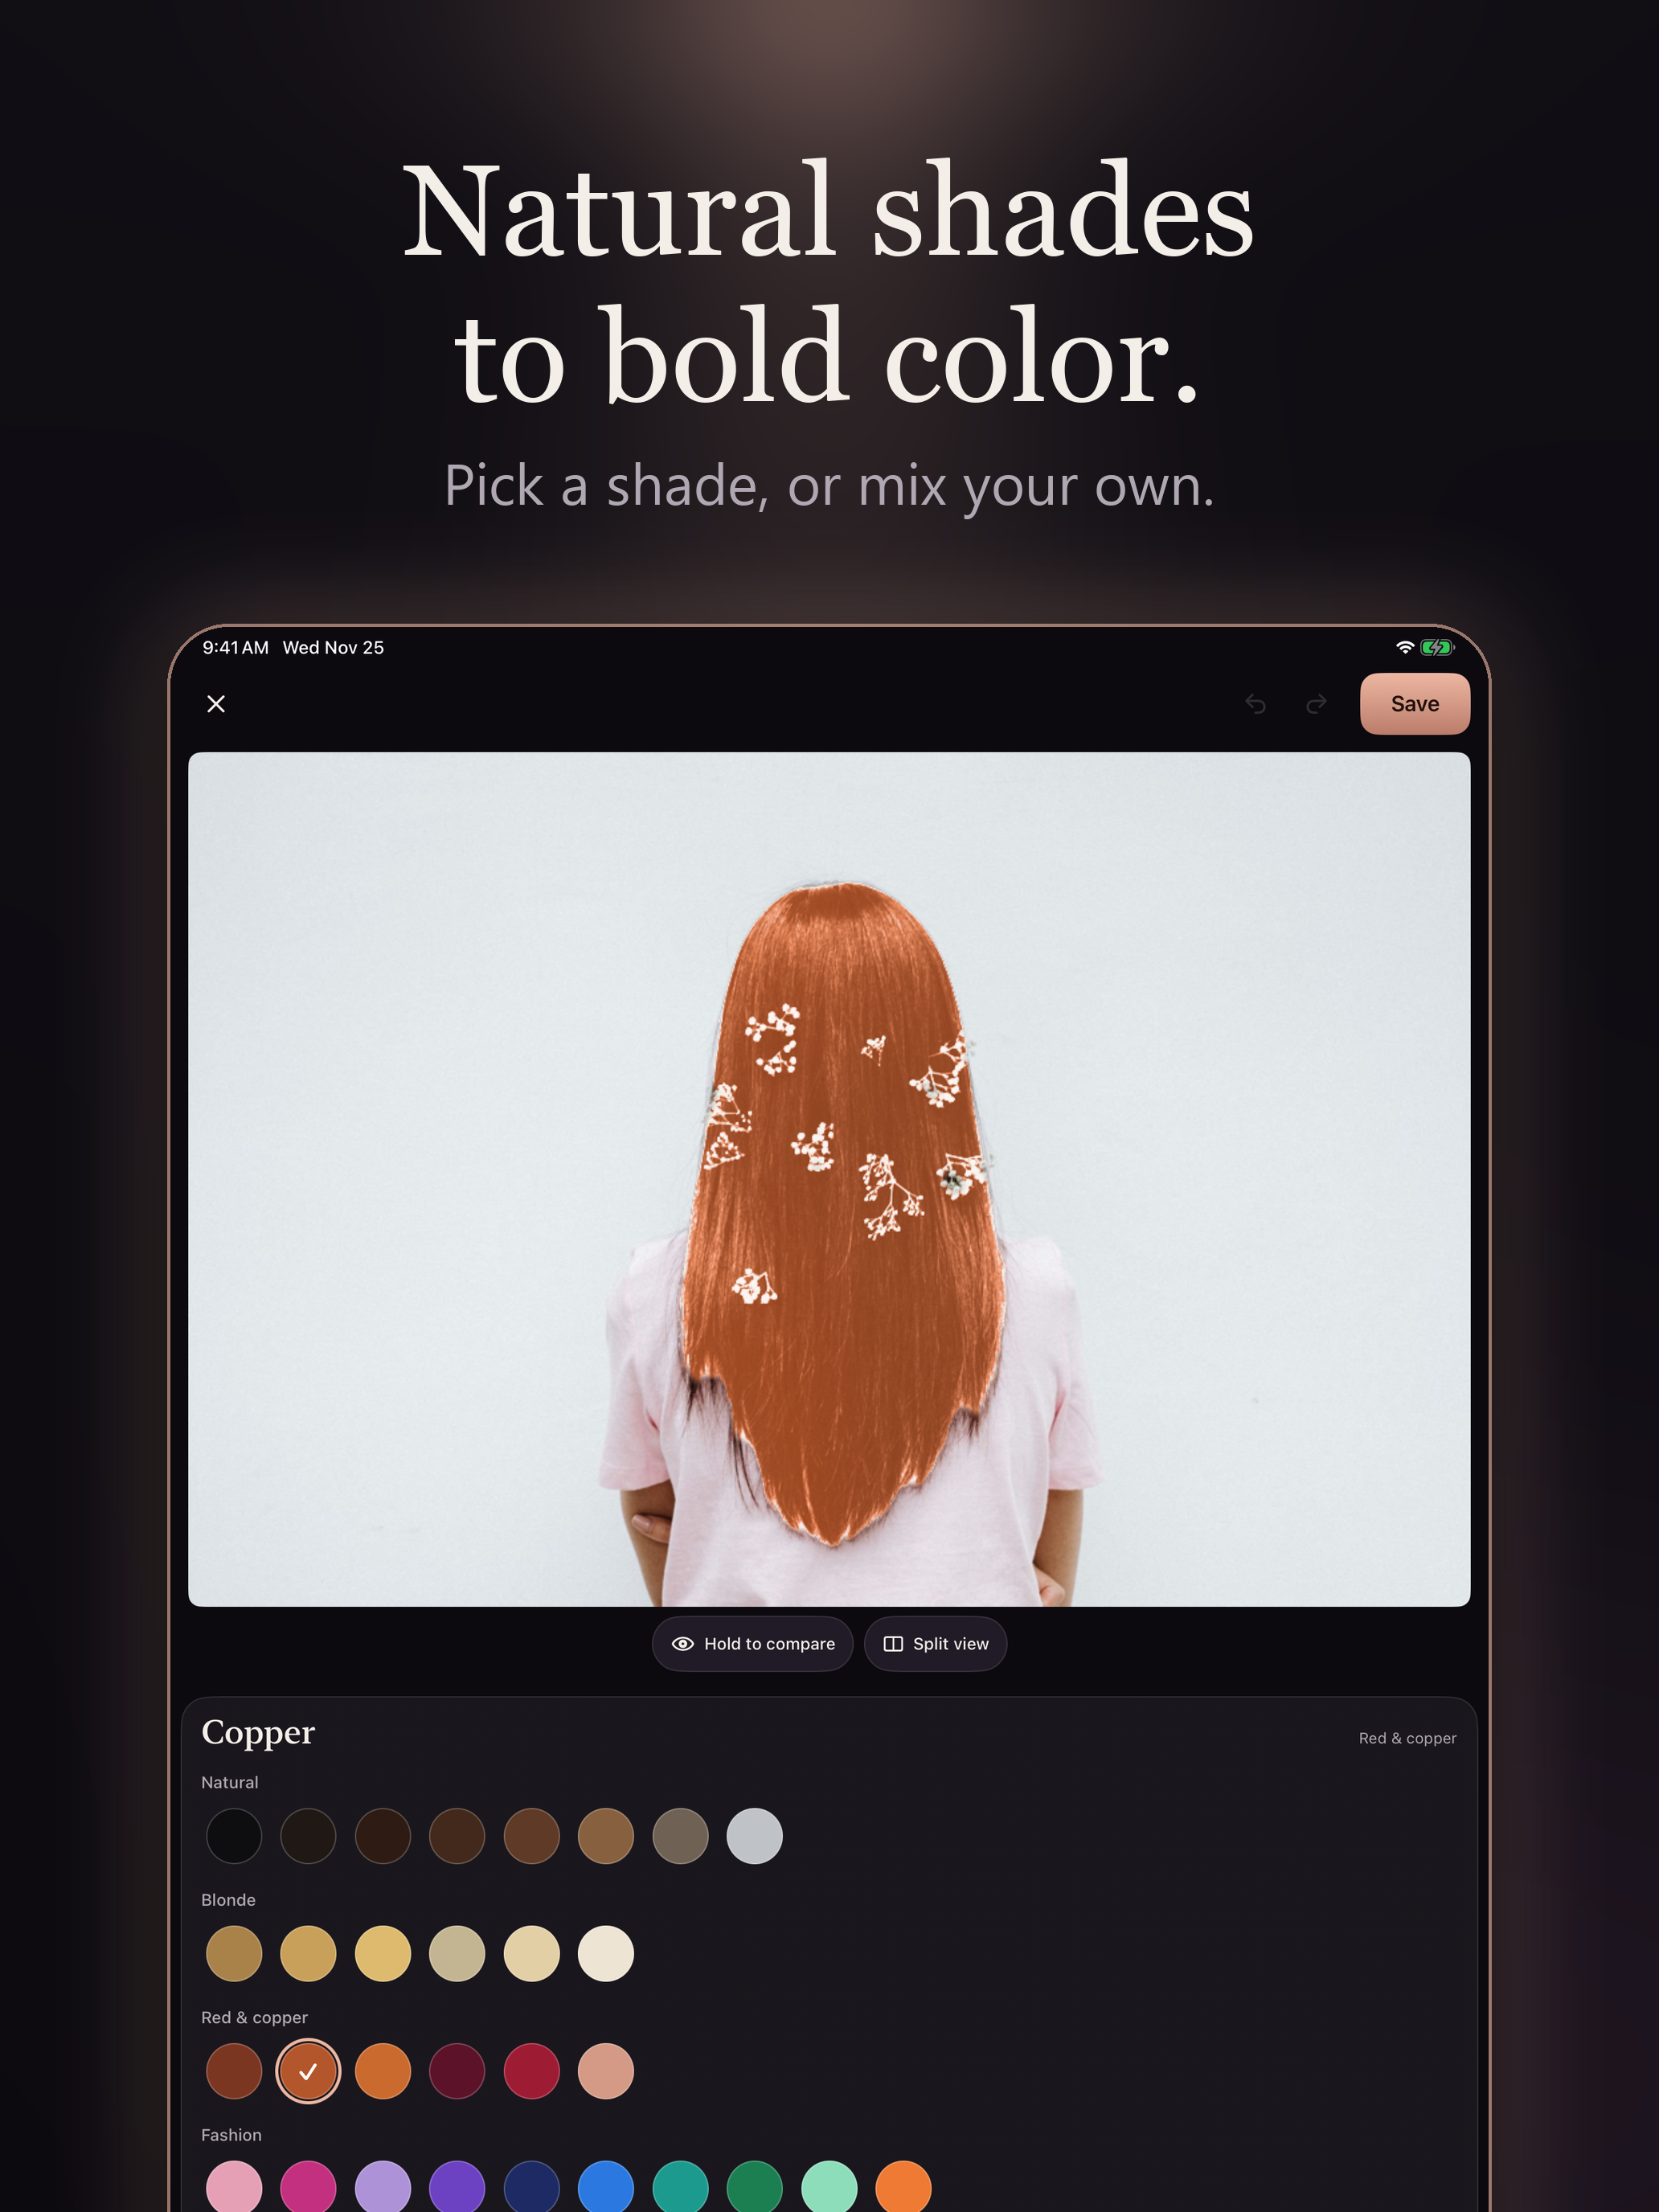 Natural shades
to bold color.
Pick a shade, or mix your own.
9:41 AM Wed Nov 25
Save
Hold to compare
Split view
Copper
Red & copper
Natural
Blonde
Red & copper
Fashion